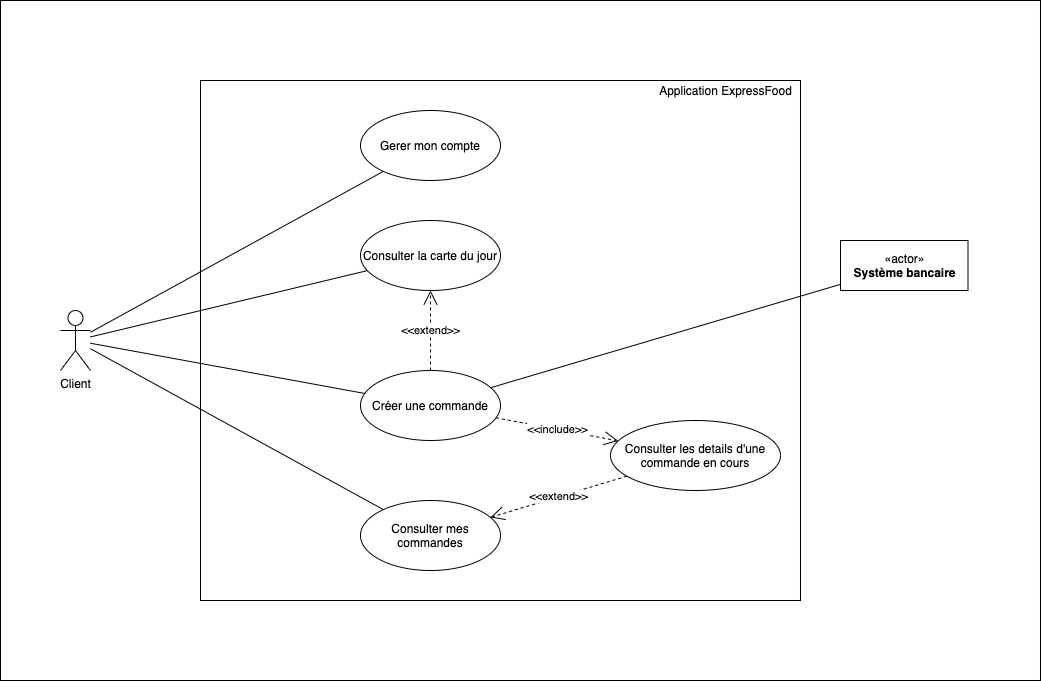 Application ExpressFood
Gerer mon compte
Consulter la carte du jour
«actor»
Système bancaire
<<extend>>
Client
Créer une commande
<<include>>
Consulter les details d'une
commande en cours
<<extend>>
Consulter mes
commandes